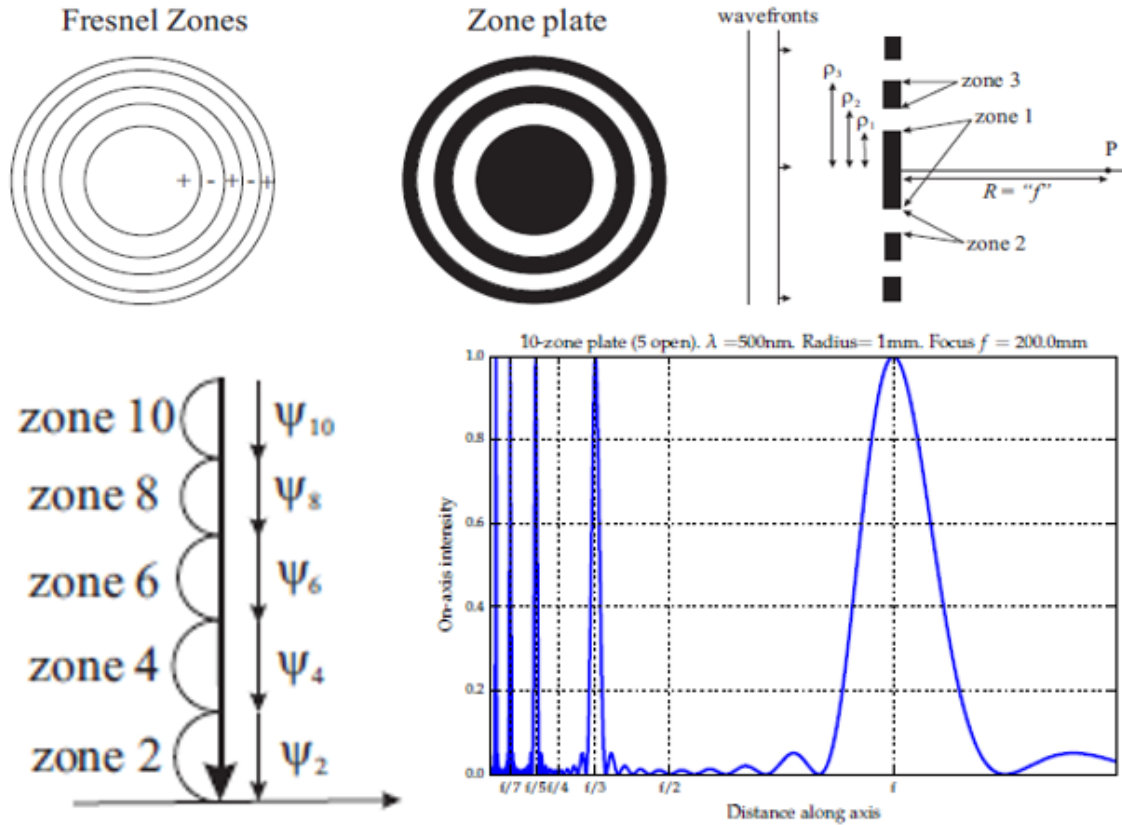 Fresnel Zones
+ - + - +
Zone plate
wavefronts
ρ3
ρ2
ρ1
zone 3
zone 1
P
R = “f”
zone 2
zone 10
ψ10
zone 8
ψ8
zone 6
ψ6
zone 4
ψ4
zone 2
ψ2
10-zone plate (5 open). λ =500nm. Radius= 1mm. Focus f = 200.0mm
On-axis intensity
1.0
0.8
0.6
0.4
0.2
0.0
f/7 f/5 f/4 f/3 f/2 f
Distance along axis